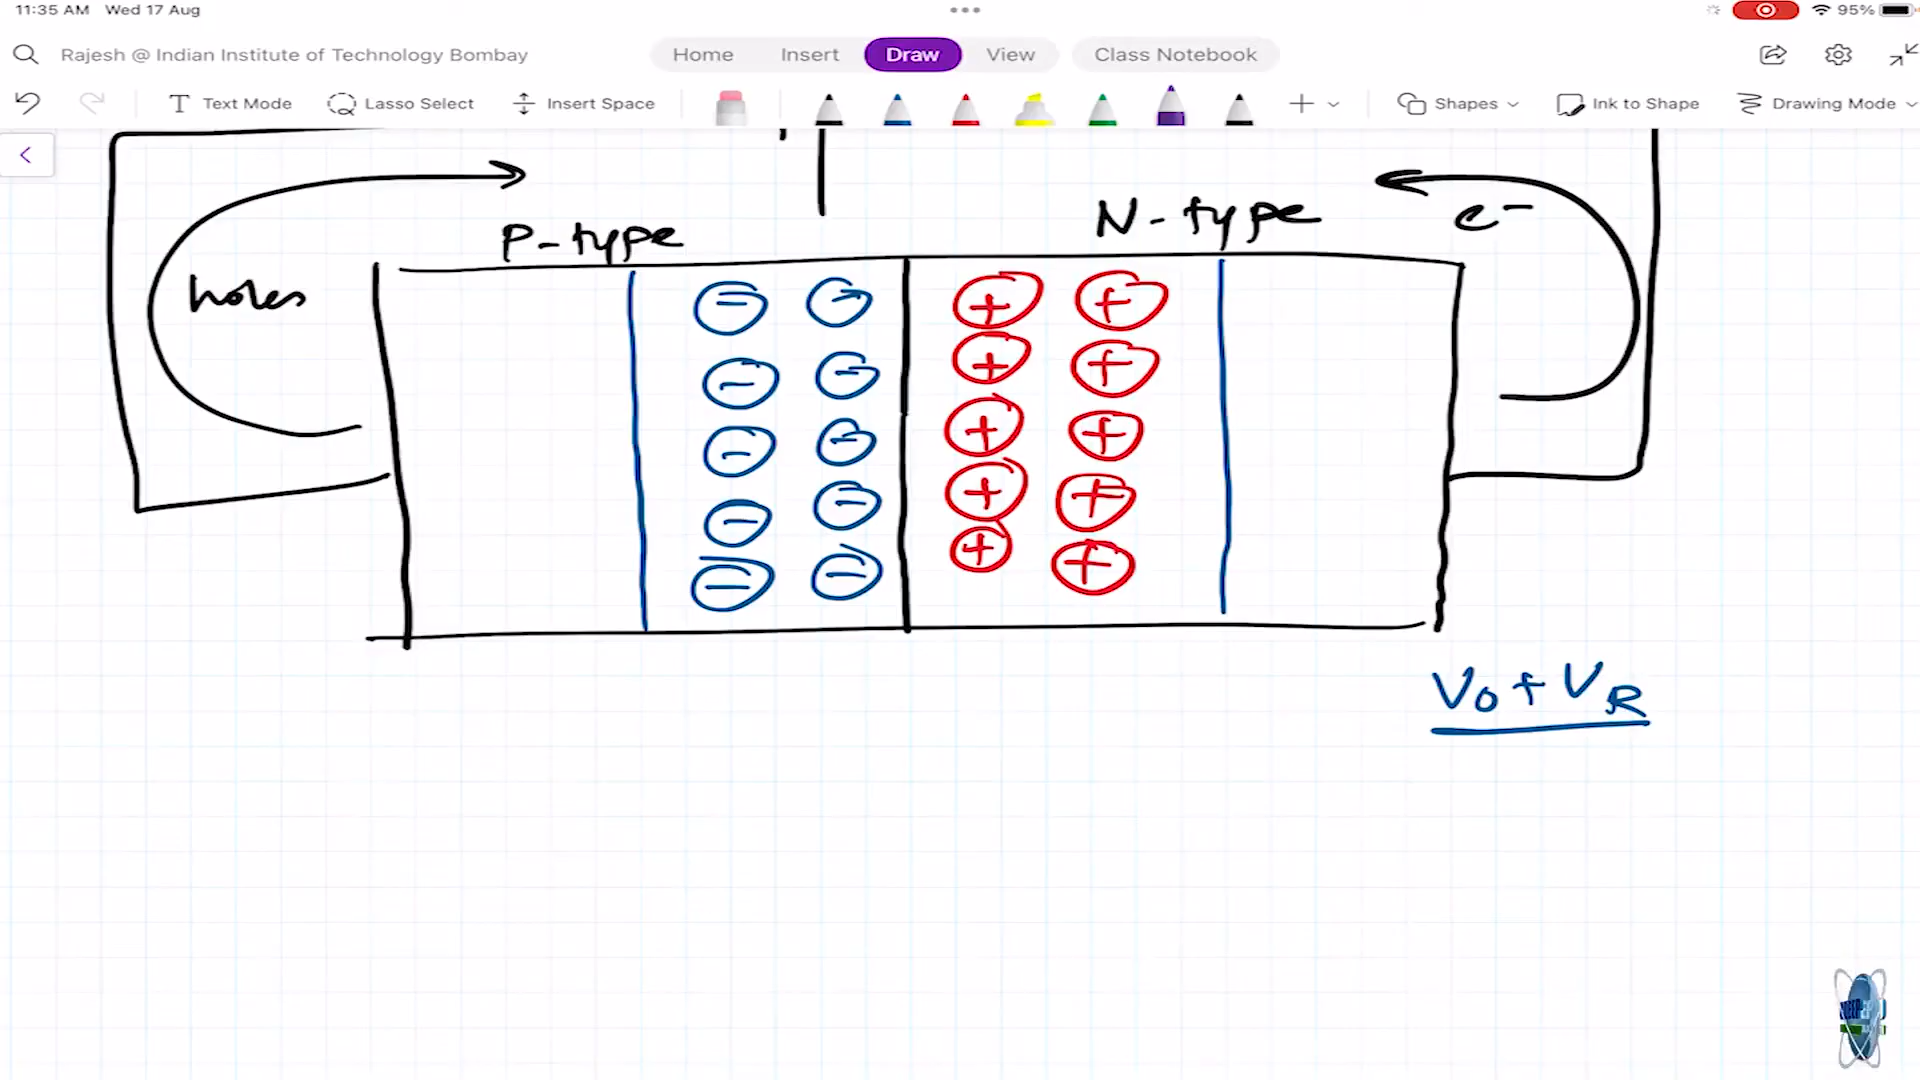 11:35 AM Wed 17 Aug
95%
Rajesh @ Indian Institute of Technology Bombay
Home Insert Draw View Class Notebook
Text Mode Lasso Select Insert Space Shapes Ink to Shape Drawing Mode
P-type N-type e-
holes
V0 + VR